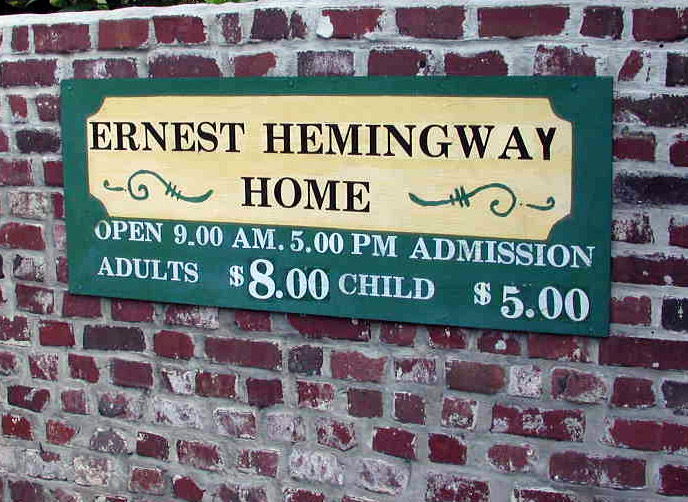 ERNEST HEMINGWAY
HOME
OPEN 9.00 AM. 5.00 PM ADMISSION
ADULTS $8.00 CHILD $5.00